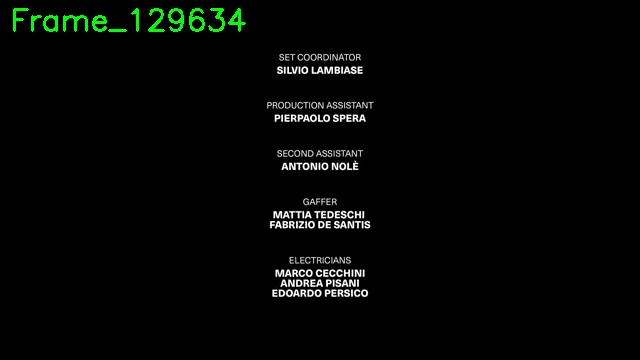 Frame_129634
SET COORDINATOR
SILVIO LAMBIASE
PRODUCTION ASSISTANT
PIERPAOLO SPERA
SECOND ASSISTANT
ANTONIO NOLÈ
GAFFER
MATTIA TEDESCHI
FABRIZIO DE SANTIS
ELECTRICIANS
MARCO CECCHINI
ANDREA PISANI
EDOARDO PERSICO